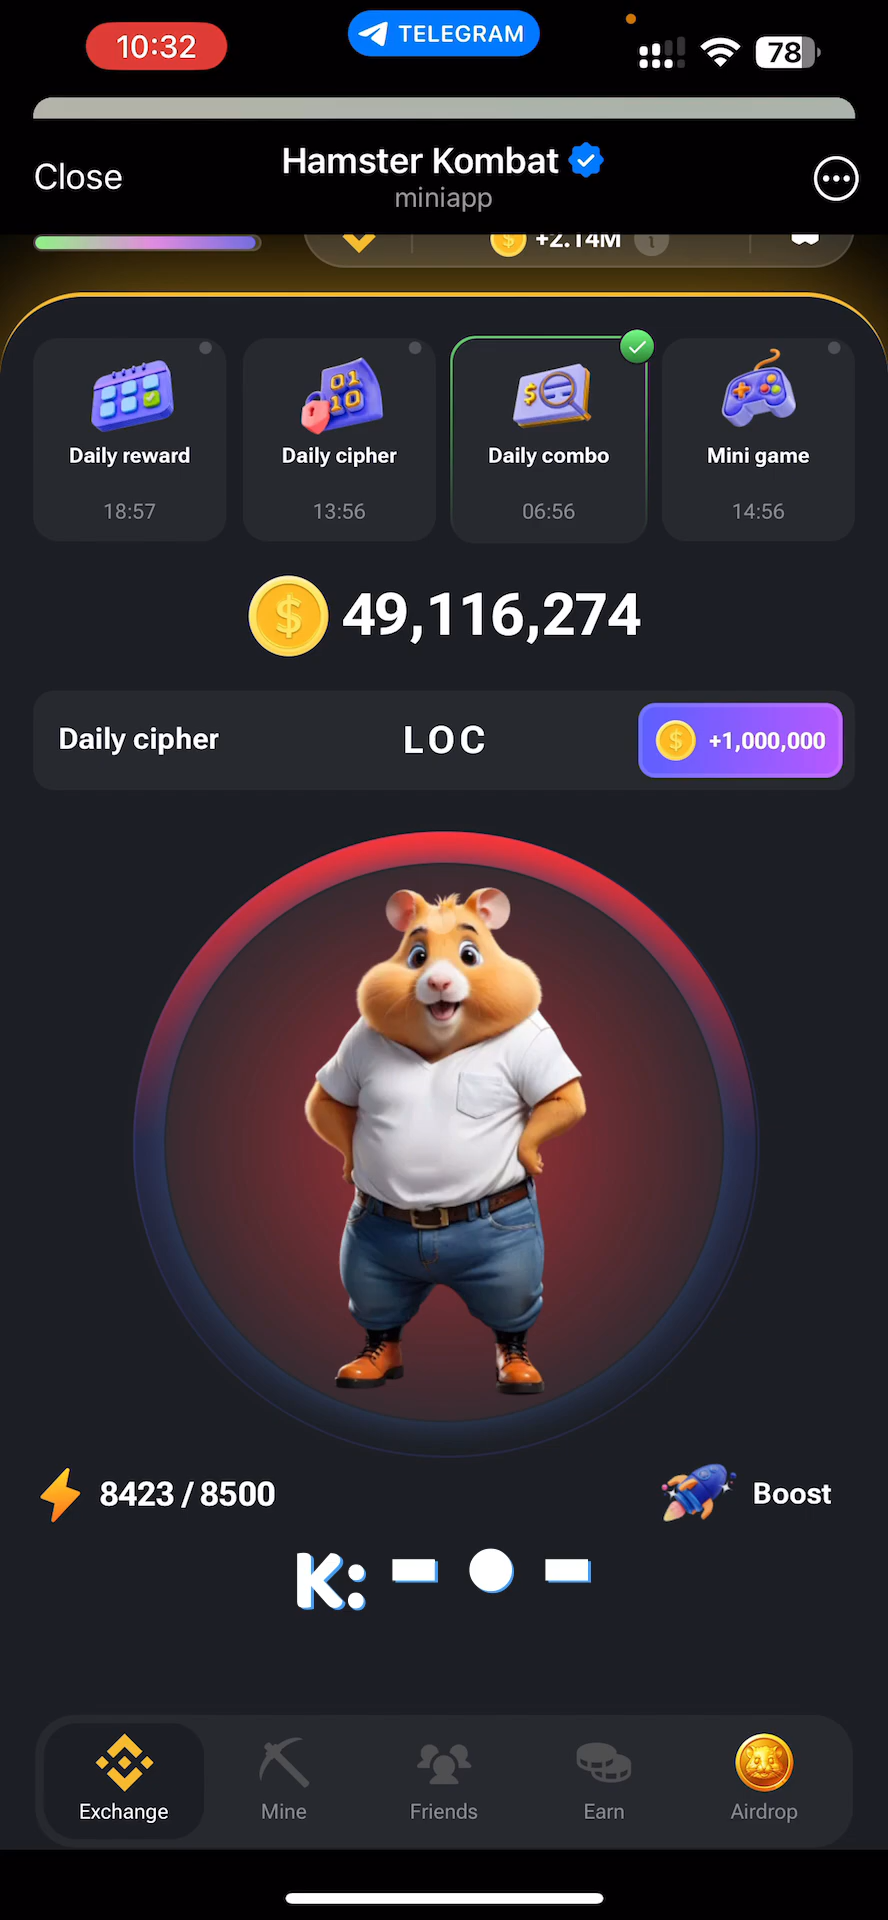 10:32
TELEGRAM
78
Close
Hamster Kombat
miniapp
+2.14M
Daily reward
Daily cipher
Daily combo
Mini game
18:57
13:56
06:56
14:56
49,116,274
Daily cipher
LOC
+1,000,000
8423 / 8500
Boost
K:
Exchange
Mine
Friends
Earn
Airdrop